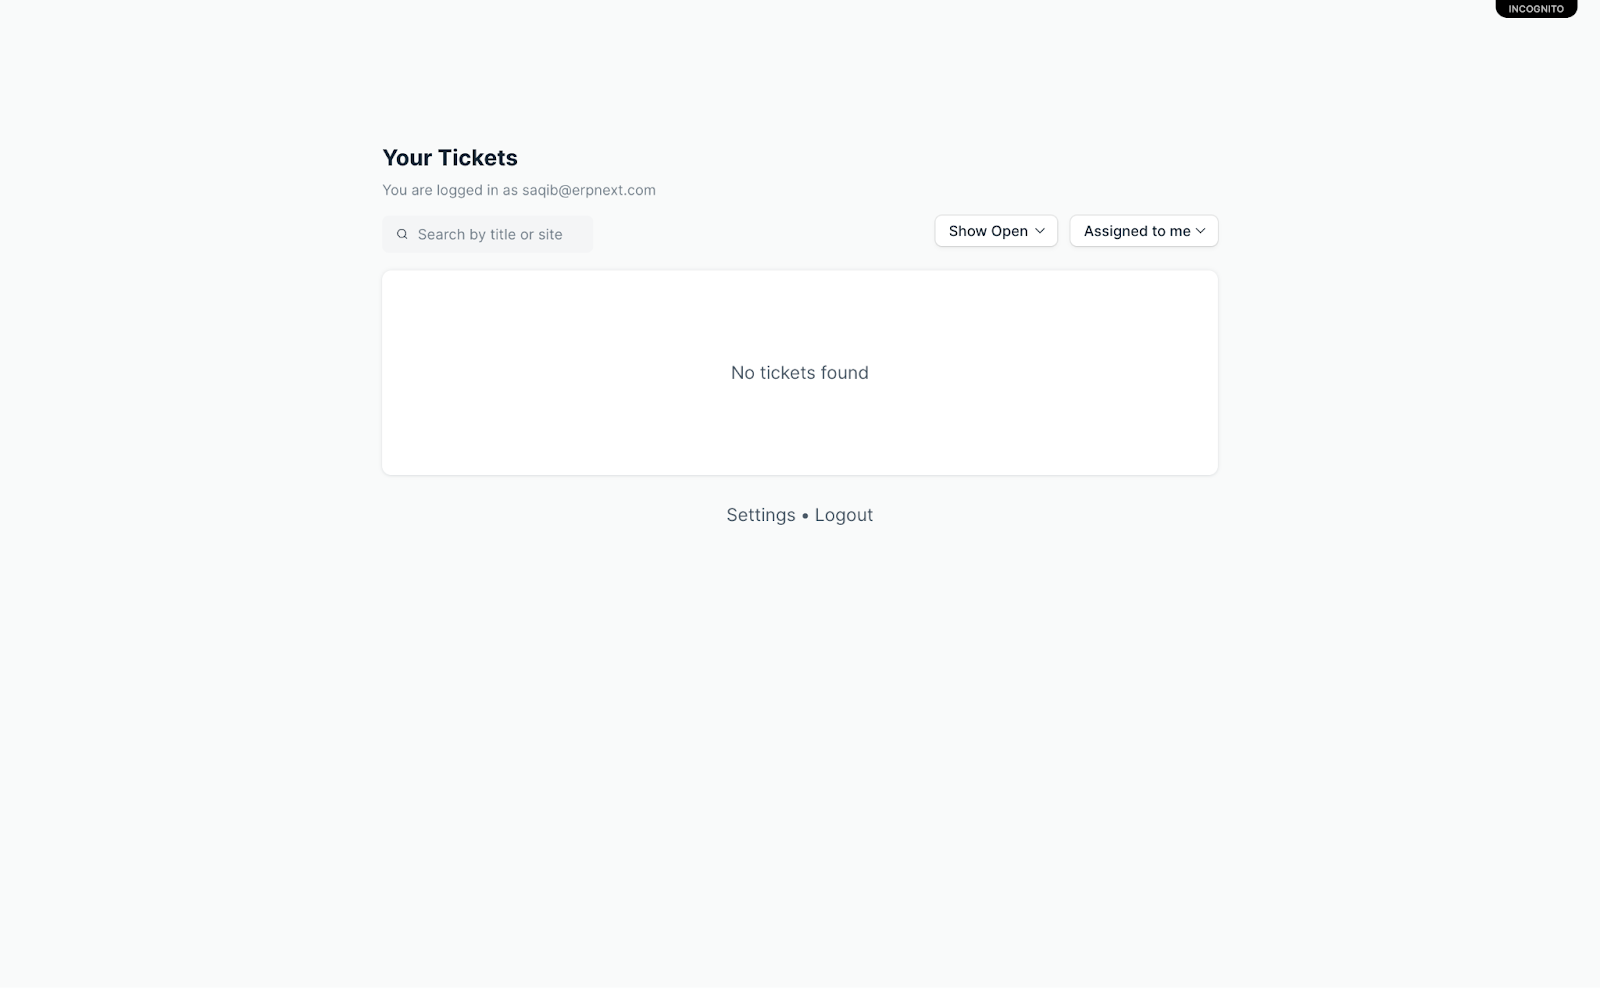 INCOGNITO
Your Tickets
You are logged in as saqib@erpnext.com
Search by title or site
Show Open
Assigned to me
No tickets found
Settings • Logout